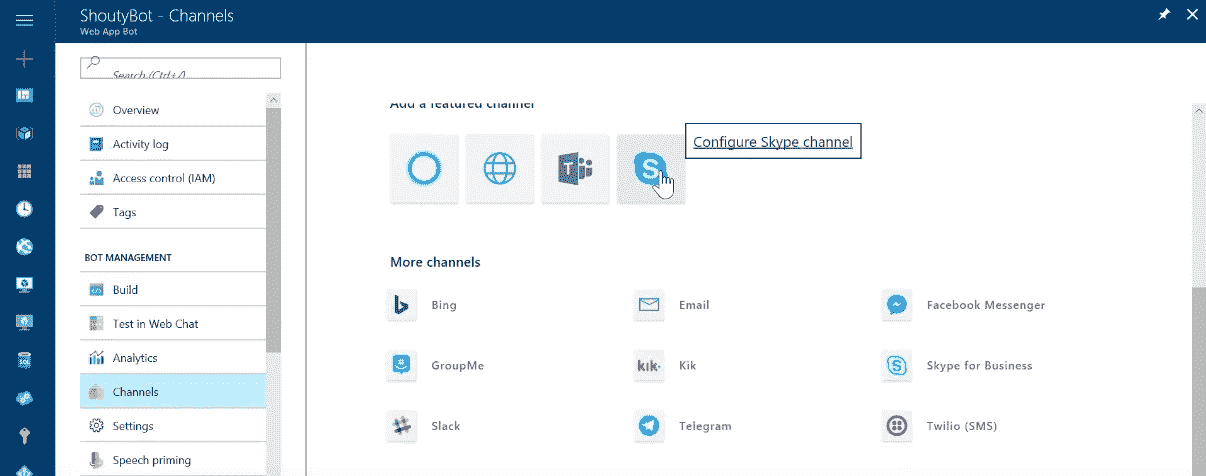 ShoutyBot - Channels
Web App Bot
Search (Ctrl+/)
Overview
Activity log
Access control (IAM)
Tags
BOT MANAGEMENT
Build
Test in Web Chat
Analytics
Channels
Settings
Speech priming
Add a featured channel
Configure Skype channel
More channels
Bing
Email
Facebook Messenger
GroupMe
kik
Kik
Skype for Business
Slack
Telegram
Twilio (SMS)